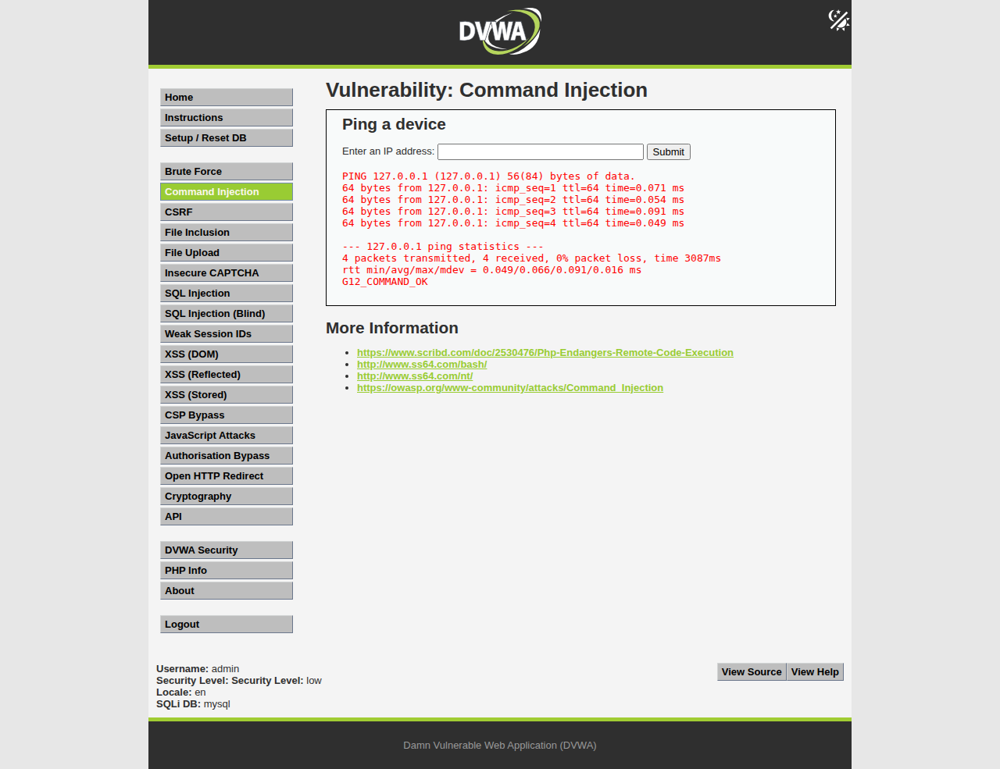 DVWA
Home
Instructions
Setup / Reset DB
Brute Force
Command Injection
CSRF
File Inclusion
File Upload
Insecure CAPTCHA
SQL Injection
SQL Injection (Blind)
Weak Session IDs
XSS (DOM)
XSS (Reflected)
XSS (Stored)
CSP Bypass
JavaScript Attacks
Authorisation Bypass
Open HTTP Redirect
Cryptography
API
DVWA Security
PHP Info
About
Logout
Vulnerability: Command Injection
Ping a device
Enter an IP address: Submit
PING 127.0.0.1 (127.0.0.1) 56(84) bytes of data.
64 bytes from 127.0.0.1: icmp_seq=1 ttl=64 time=0.071 ms
64 bytes from 127.0.0.1: icmp_seq=2 ttl=64 time=0.054 ms
64 bytes from 127.0.0.1: icmp_seq=3 ttl=64 time=0.091 ms
64 bytes from 127.0.0.1: icmp_seq=4 ttl=64 time=0.049 ms
--- 127.0.0.1 ping statistics ---
4 packets transmitted, 4 received, 0% packet loss, time 3087ms
rtt min/avg/max/mdev = 0.049/0.066/0.091/0.016 ms
G12_COMMAND_OK
More Information
https://www.scribd.com/doc/2530476/Php-Endangers-Remote-Code-Execution
http://www.ss64.com/bash/
http://www.ss64.com/nt/
https://owasp.org/www-community/attacks/Command_Injection
Username: admin
Security Level: Security Level: low
Locale: en
SQLi DB: mysql
View Source View Help
Damn Vulnerable Web Application (DVWA)